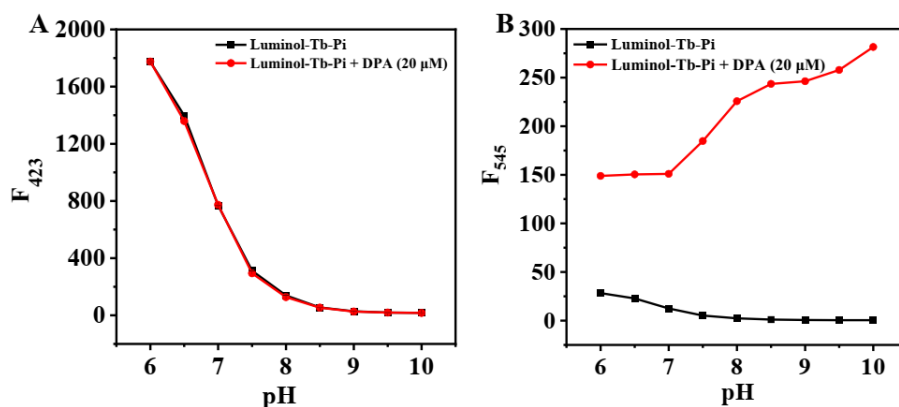 A
Luminol-Tb-Pi
Luminol-Tb-Pi + DPA (20 μM)
2000
1600
1200
800
400
0
F423
6 7 8 9 10
pH
B
Luminol-Tb-Pi
Luminol-Tb-Pi + DPA (20 μM)
300
250
200
150
100
50
0
F545
6 7 8 9 10
pH